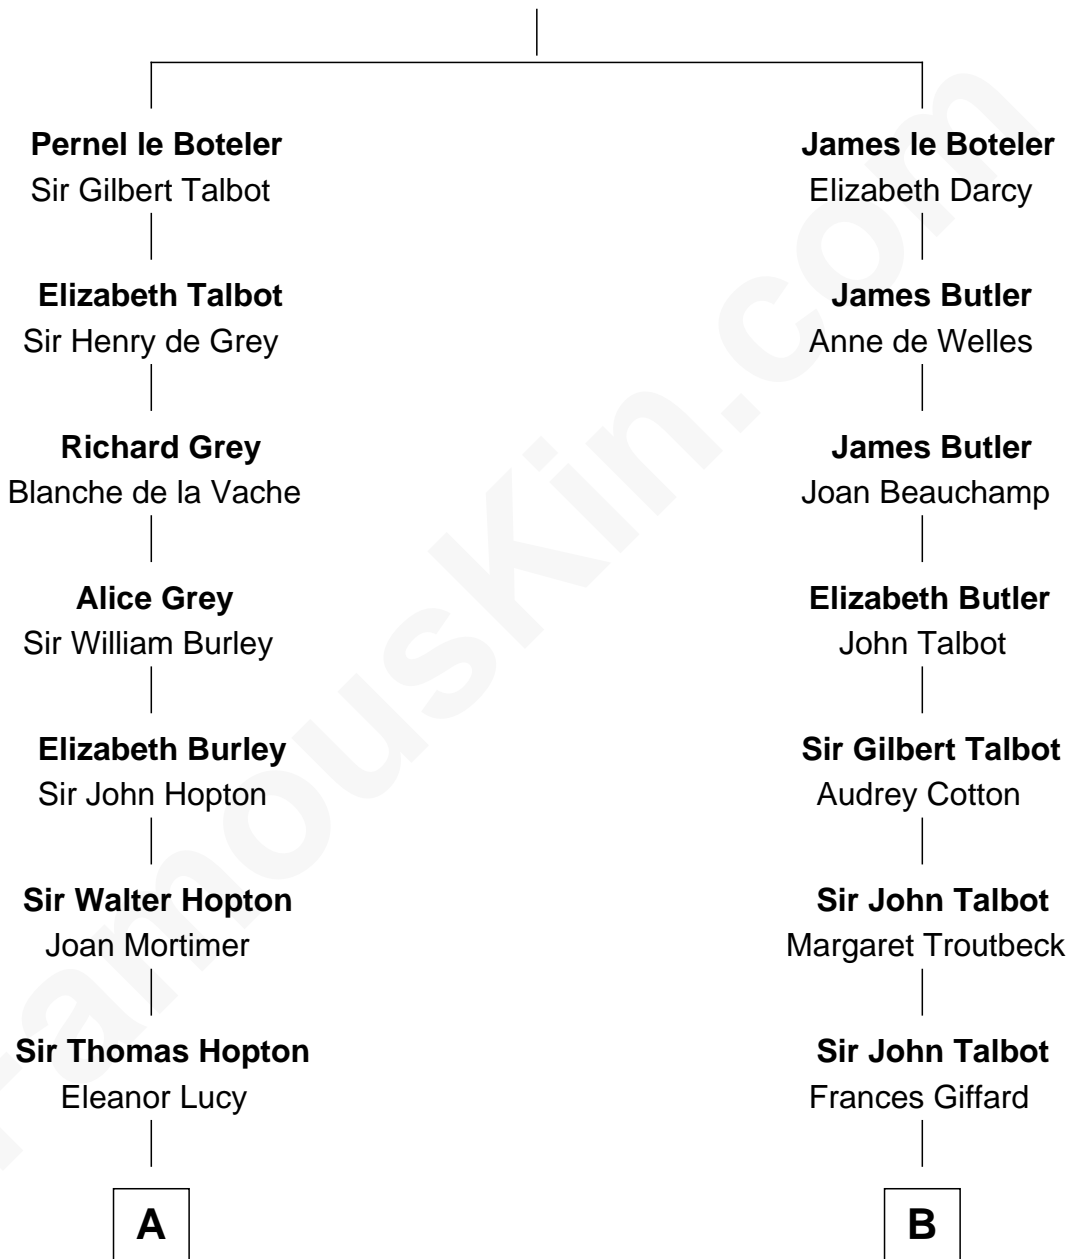 Pernel le Boteler
Sir Gilbert Talbot
Elizabeth Talbot
Sir Henry de Grey
Richard Grey
Blanche de la Vache
Alice Grey
Sir William Burley
Elizabeth Burley
Sir John Hopton
Sir Walter Hopton
Joan Mortimer
Sir Thomas Hopton
Eleanor Lucy
A
James le Boteler
Elizabeth Darcy
James Butler
Anne de Welles
James Butler
Joan Beauchamp
Elizabeth Butler
John Talbot
Sir Gilbert Talbot
Audrey Cotton
Sir John Talbot
Margaret Troutbeck
Sir John Talbot
Frances Giffard
B
FamousKin.com